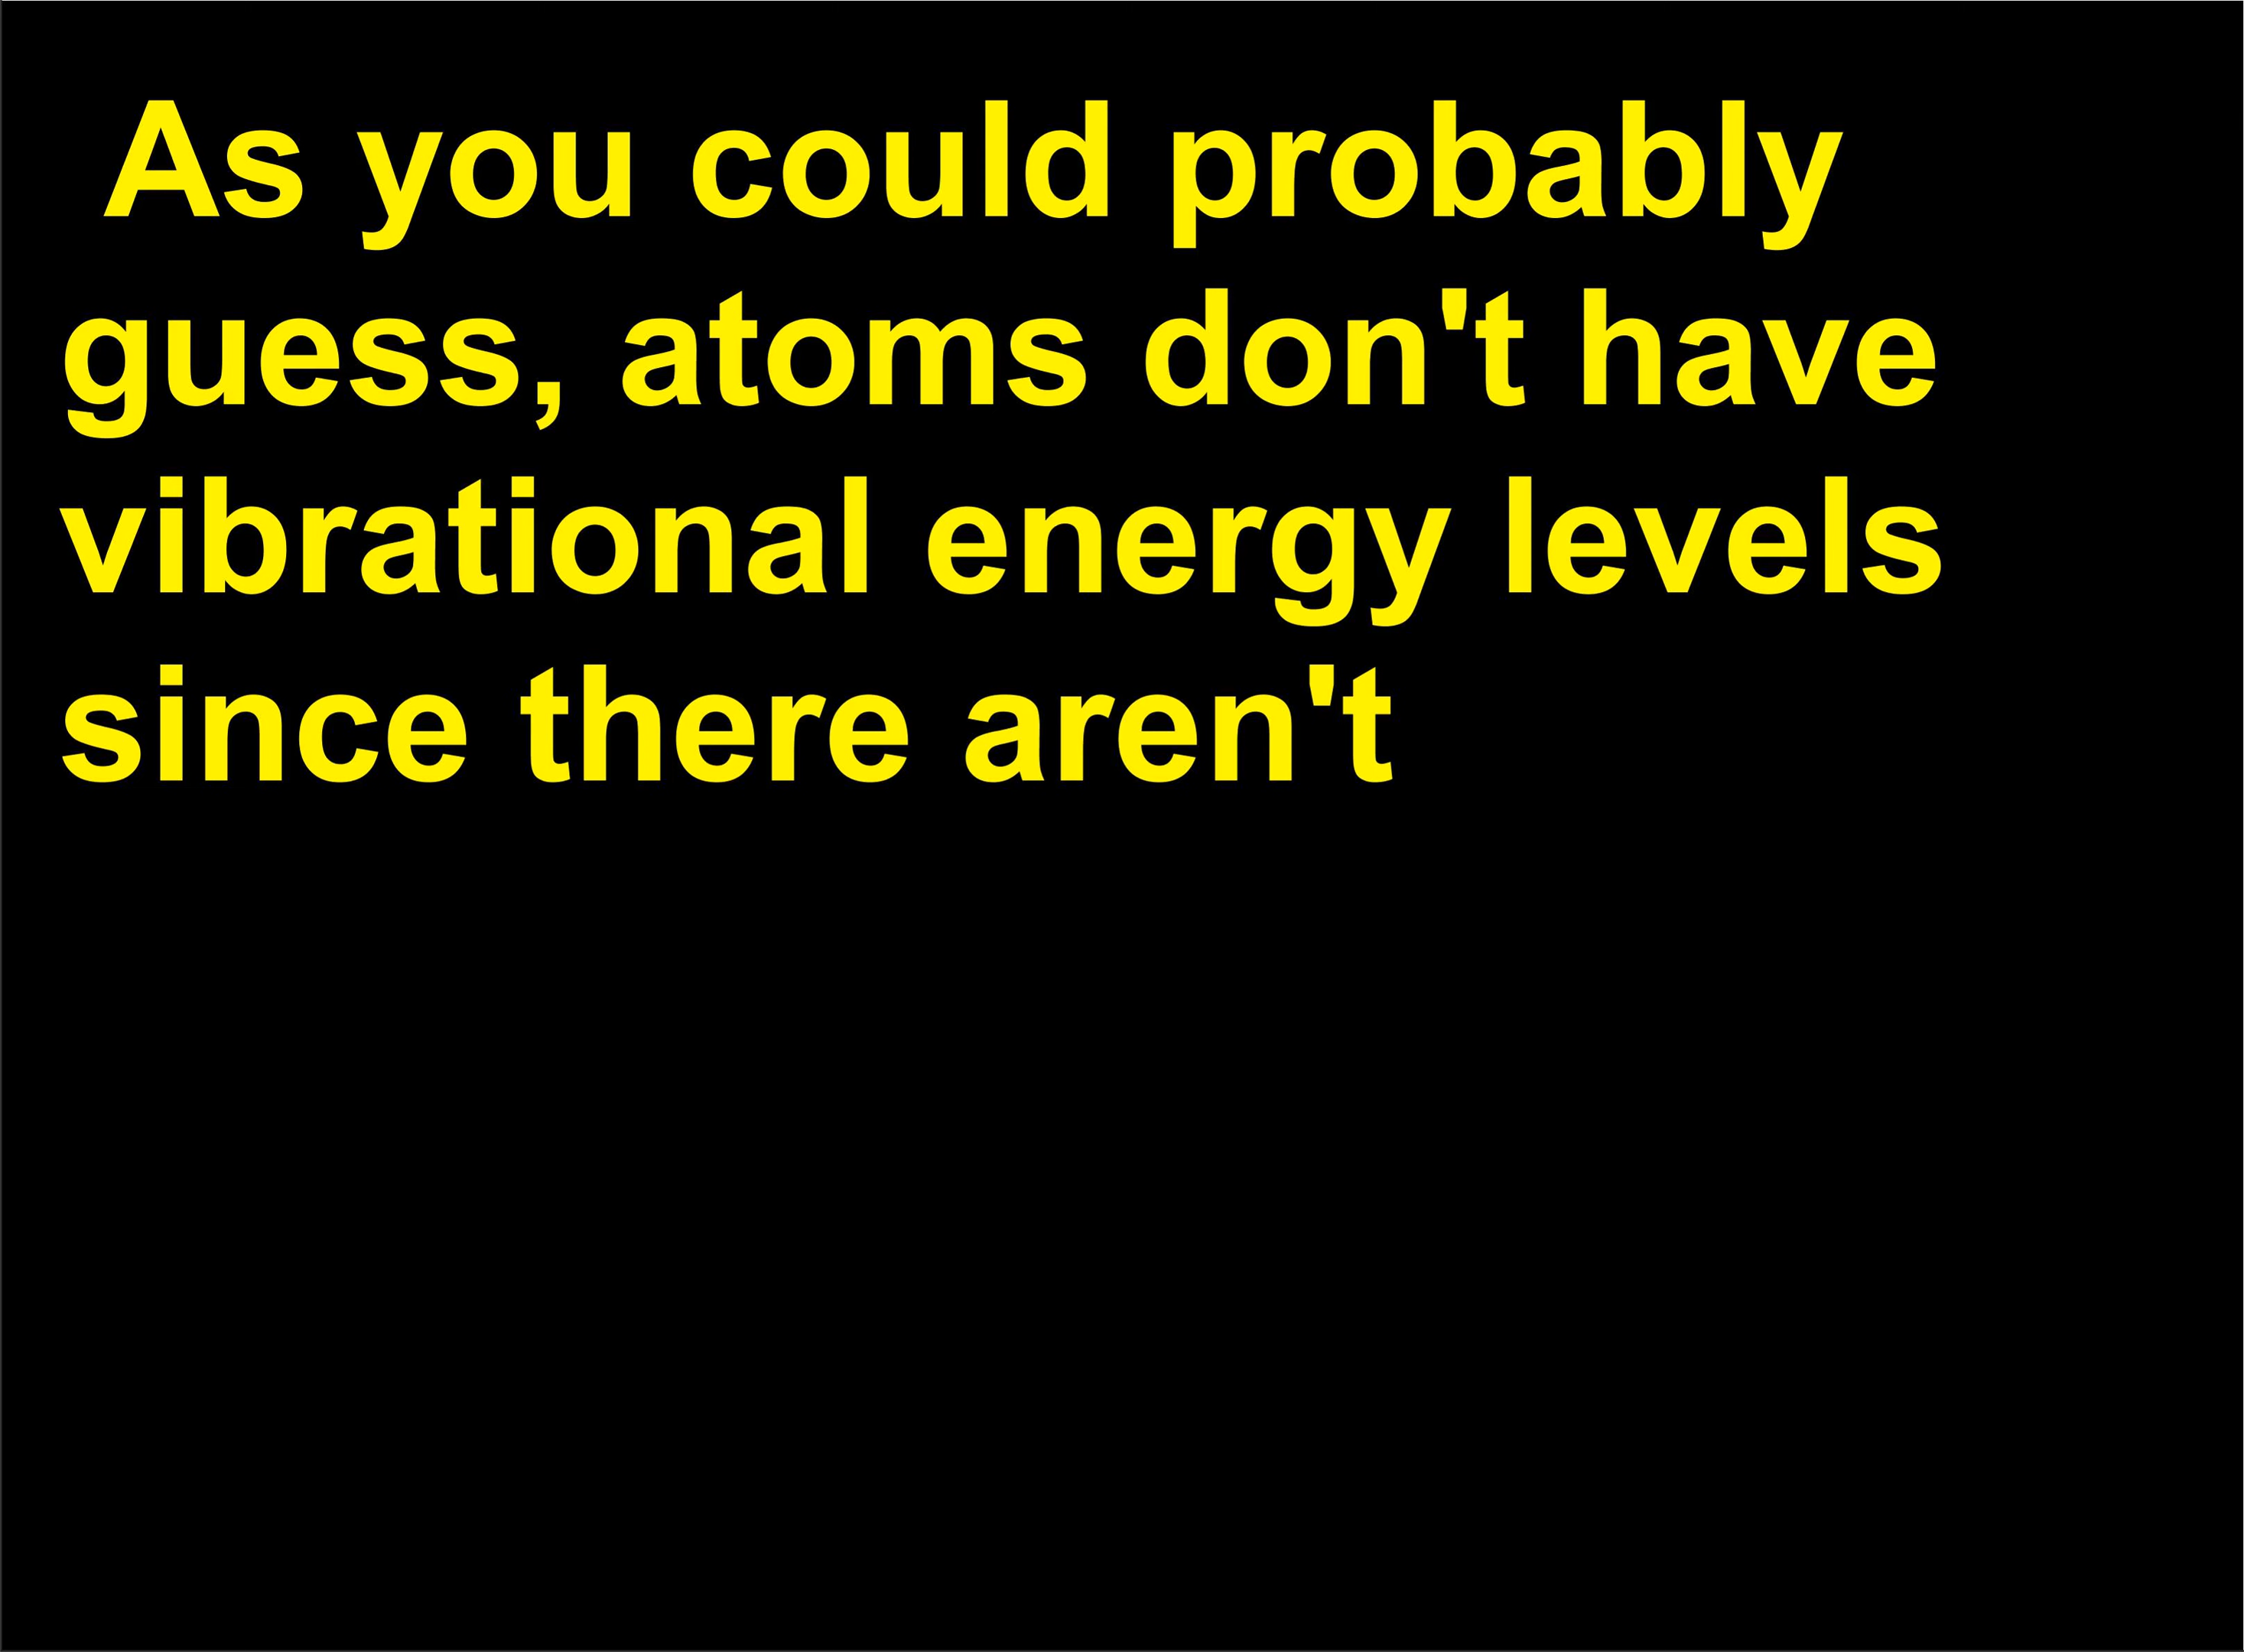 As you could probably
guess, atoms don't have
vibrational energy levels
since there aren't